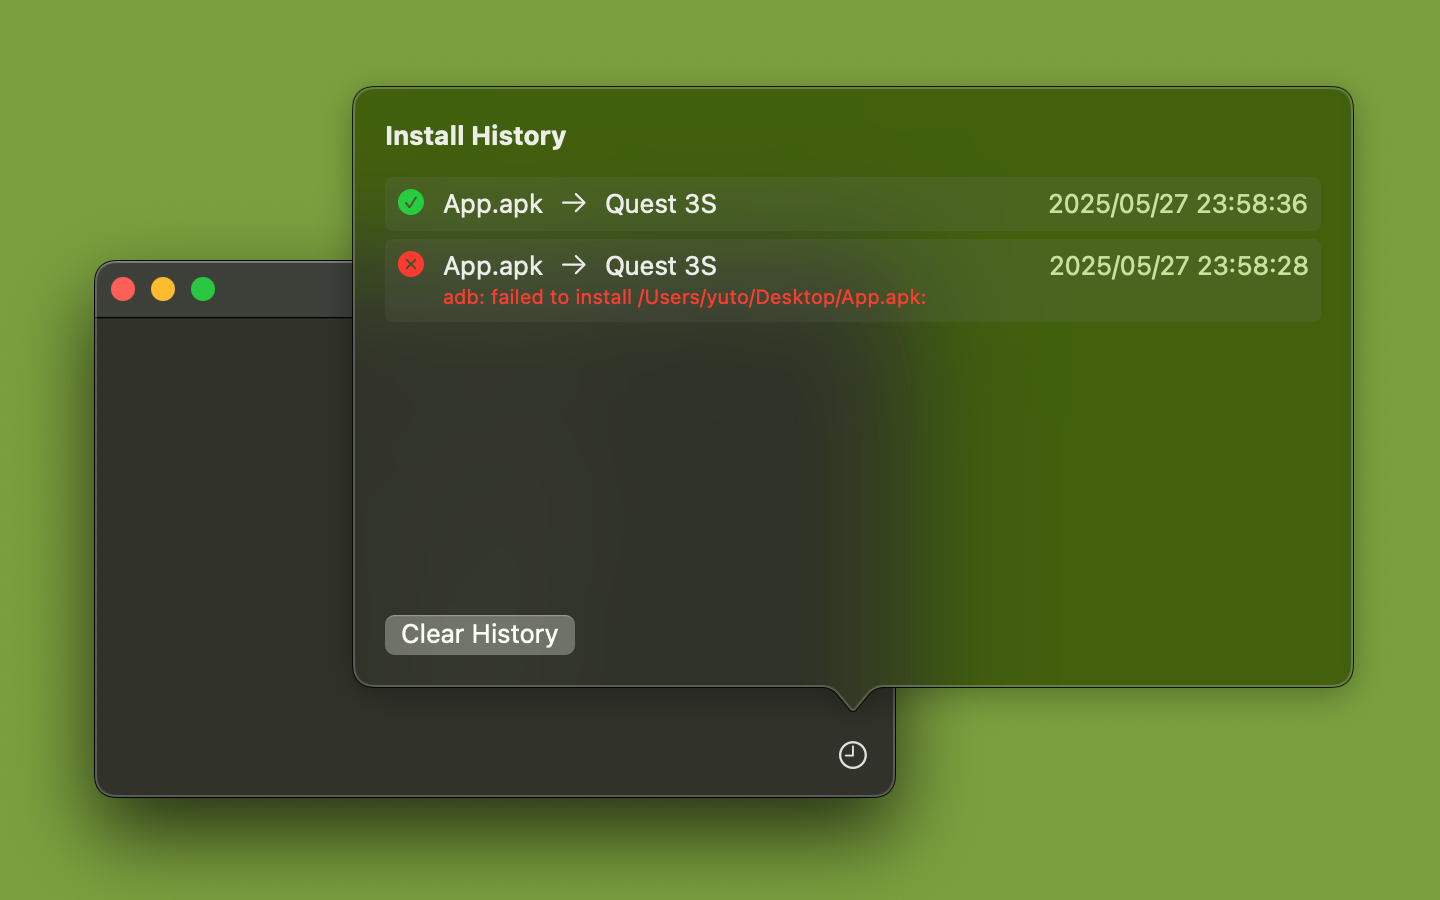 Install History
App.apk → Quest 3S 2025/05/27 23:58:36
App.apk → Quest 3S 2025/05/27 23:58:28
adb: failed to install /Users/yuto/Desktop/App.apk:
Clear History